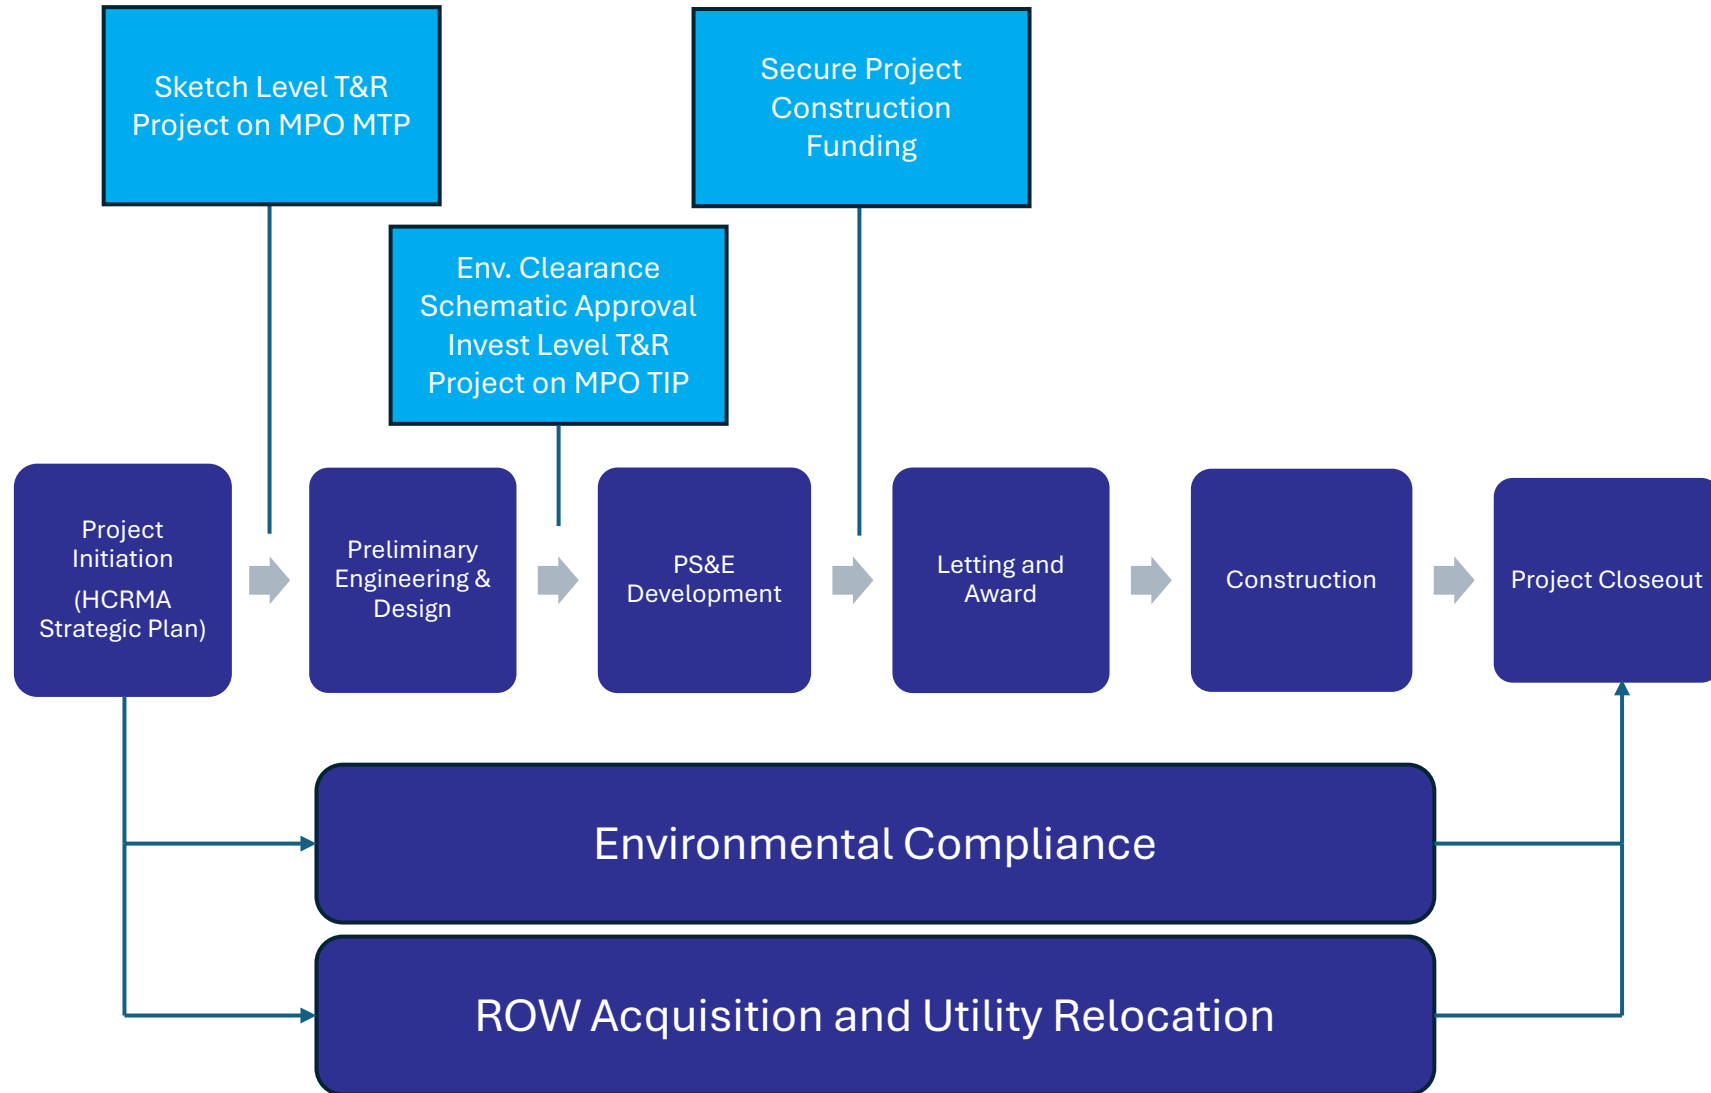 Sketch Level T&R
Project on MPO MTP
Secure Project
Construction
Funding
Env. Clearance
Schematic Approval
Invest Level T&R
Project on MPO TIP
Project
Initiation
(HCRMA
Strategic Plan)
Preliminary
Engineering &
Design
PS&E
Development
Letting and
Award
Construction
Project Closeout
Environmental Compliance
ROW Acquisition and Utility Relocation